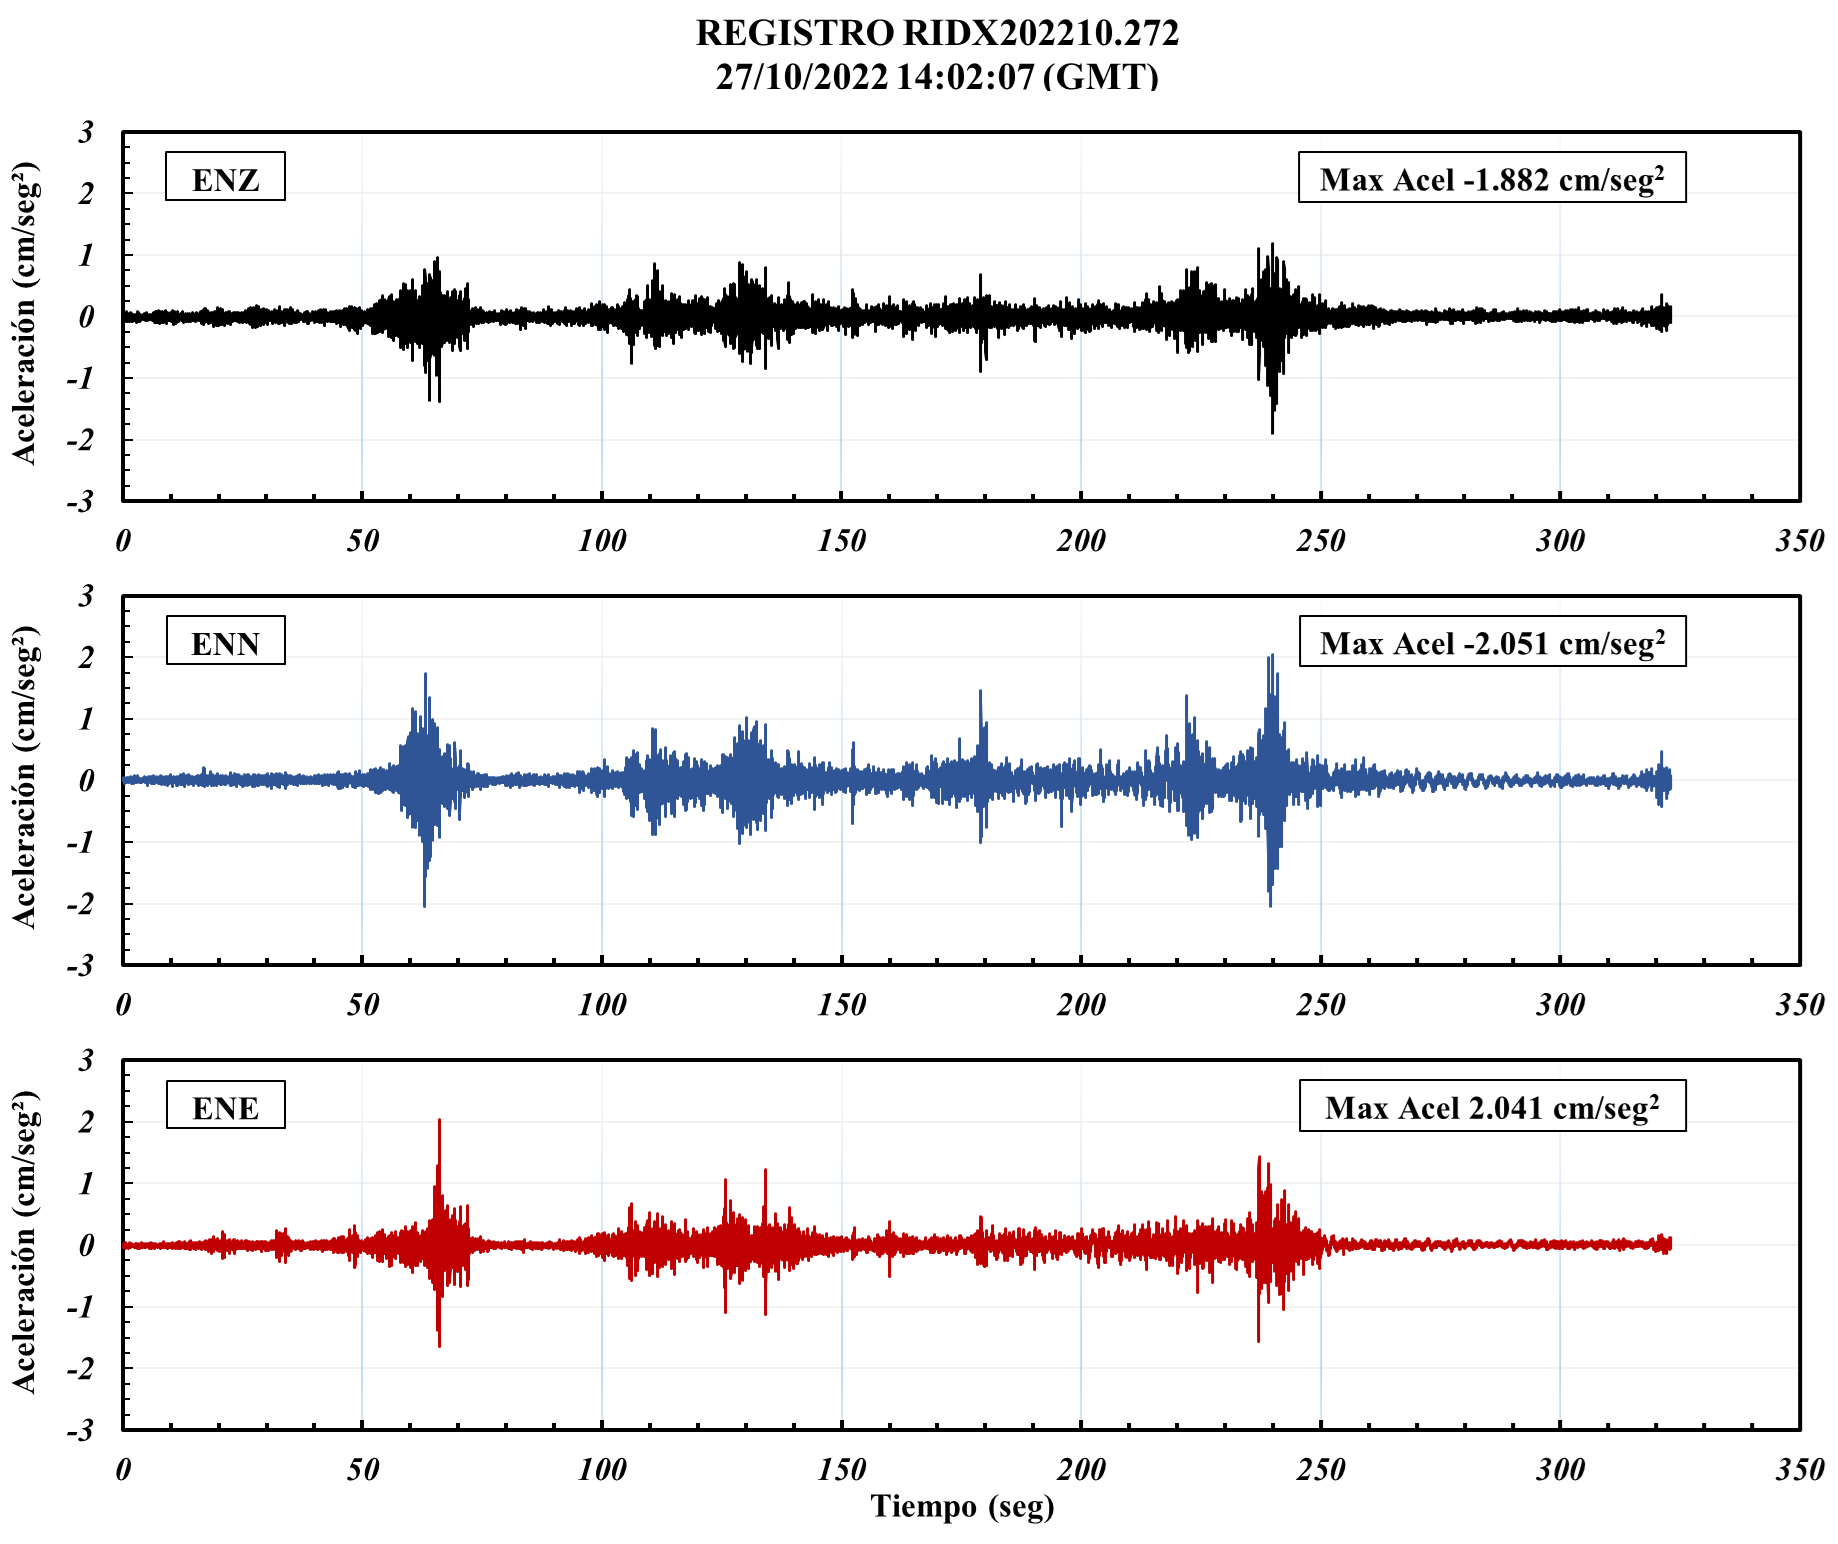 REGISTRO RIDX202210.272
27/10/2022 14:02:07 (GMT)
Aceleración (cm/seg²)
3
2
1
0
-1
-2
-3
ENZ
Max Acel -1.882 cm/seg²
0 50 100 150 200 250 300 350
Aceleración (cm/seg²)
3
2
1
0
-1
-2
-3
ENN
Max Acel -2.051 cm/seg²
0 50 100 150 200 250 300 350
Aceleración (cm/seg²)
3
2
1
0
-1
-2
-3
ENE
Max Acel 2.041 cm/seg²
0 50 100 150 200 250 300 350
Tiempo (seg)